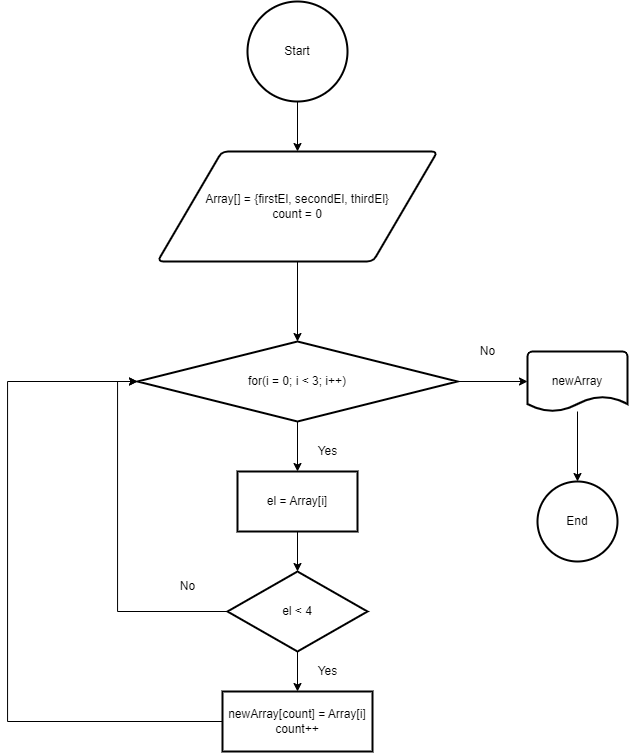 Start
Array[] = {firstEl, secondEl, thirdEl}
count = 0
for(i = 0; i < 3; i++)
No
newArray
Yes
el = Array[i]
End
No
el < 4
Yes
newArray[count] = Array[i]
count++